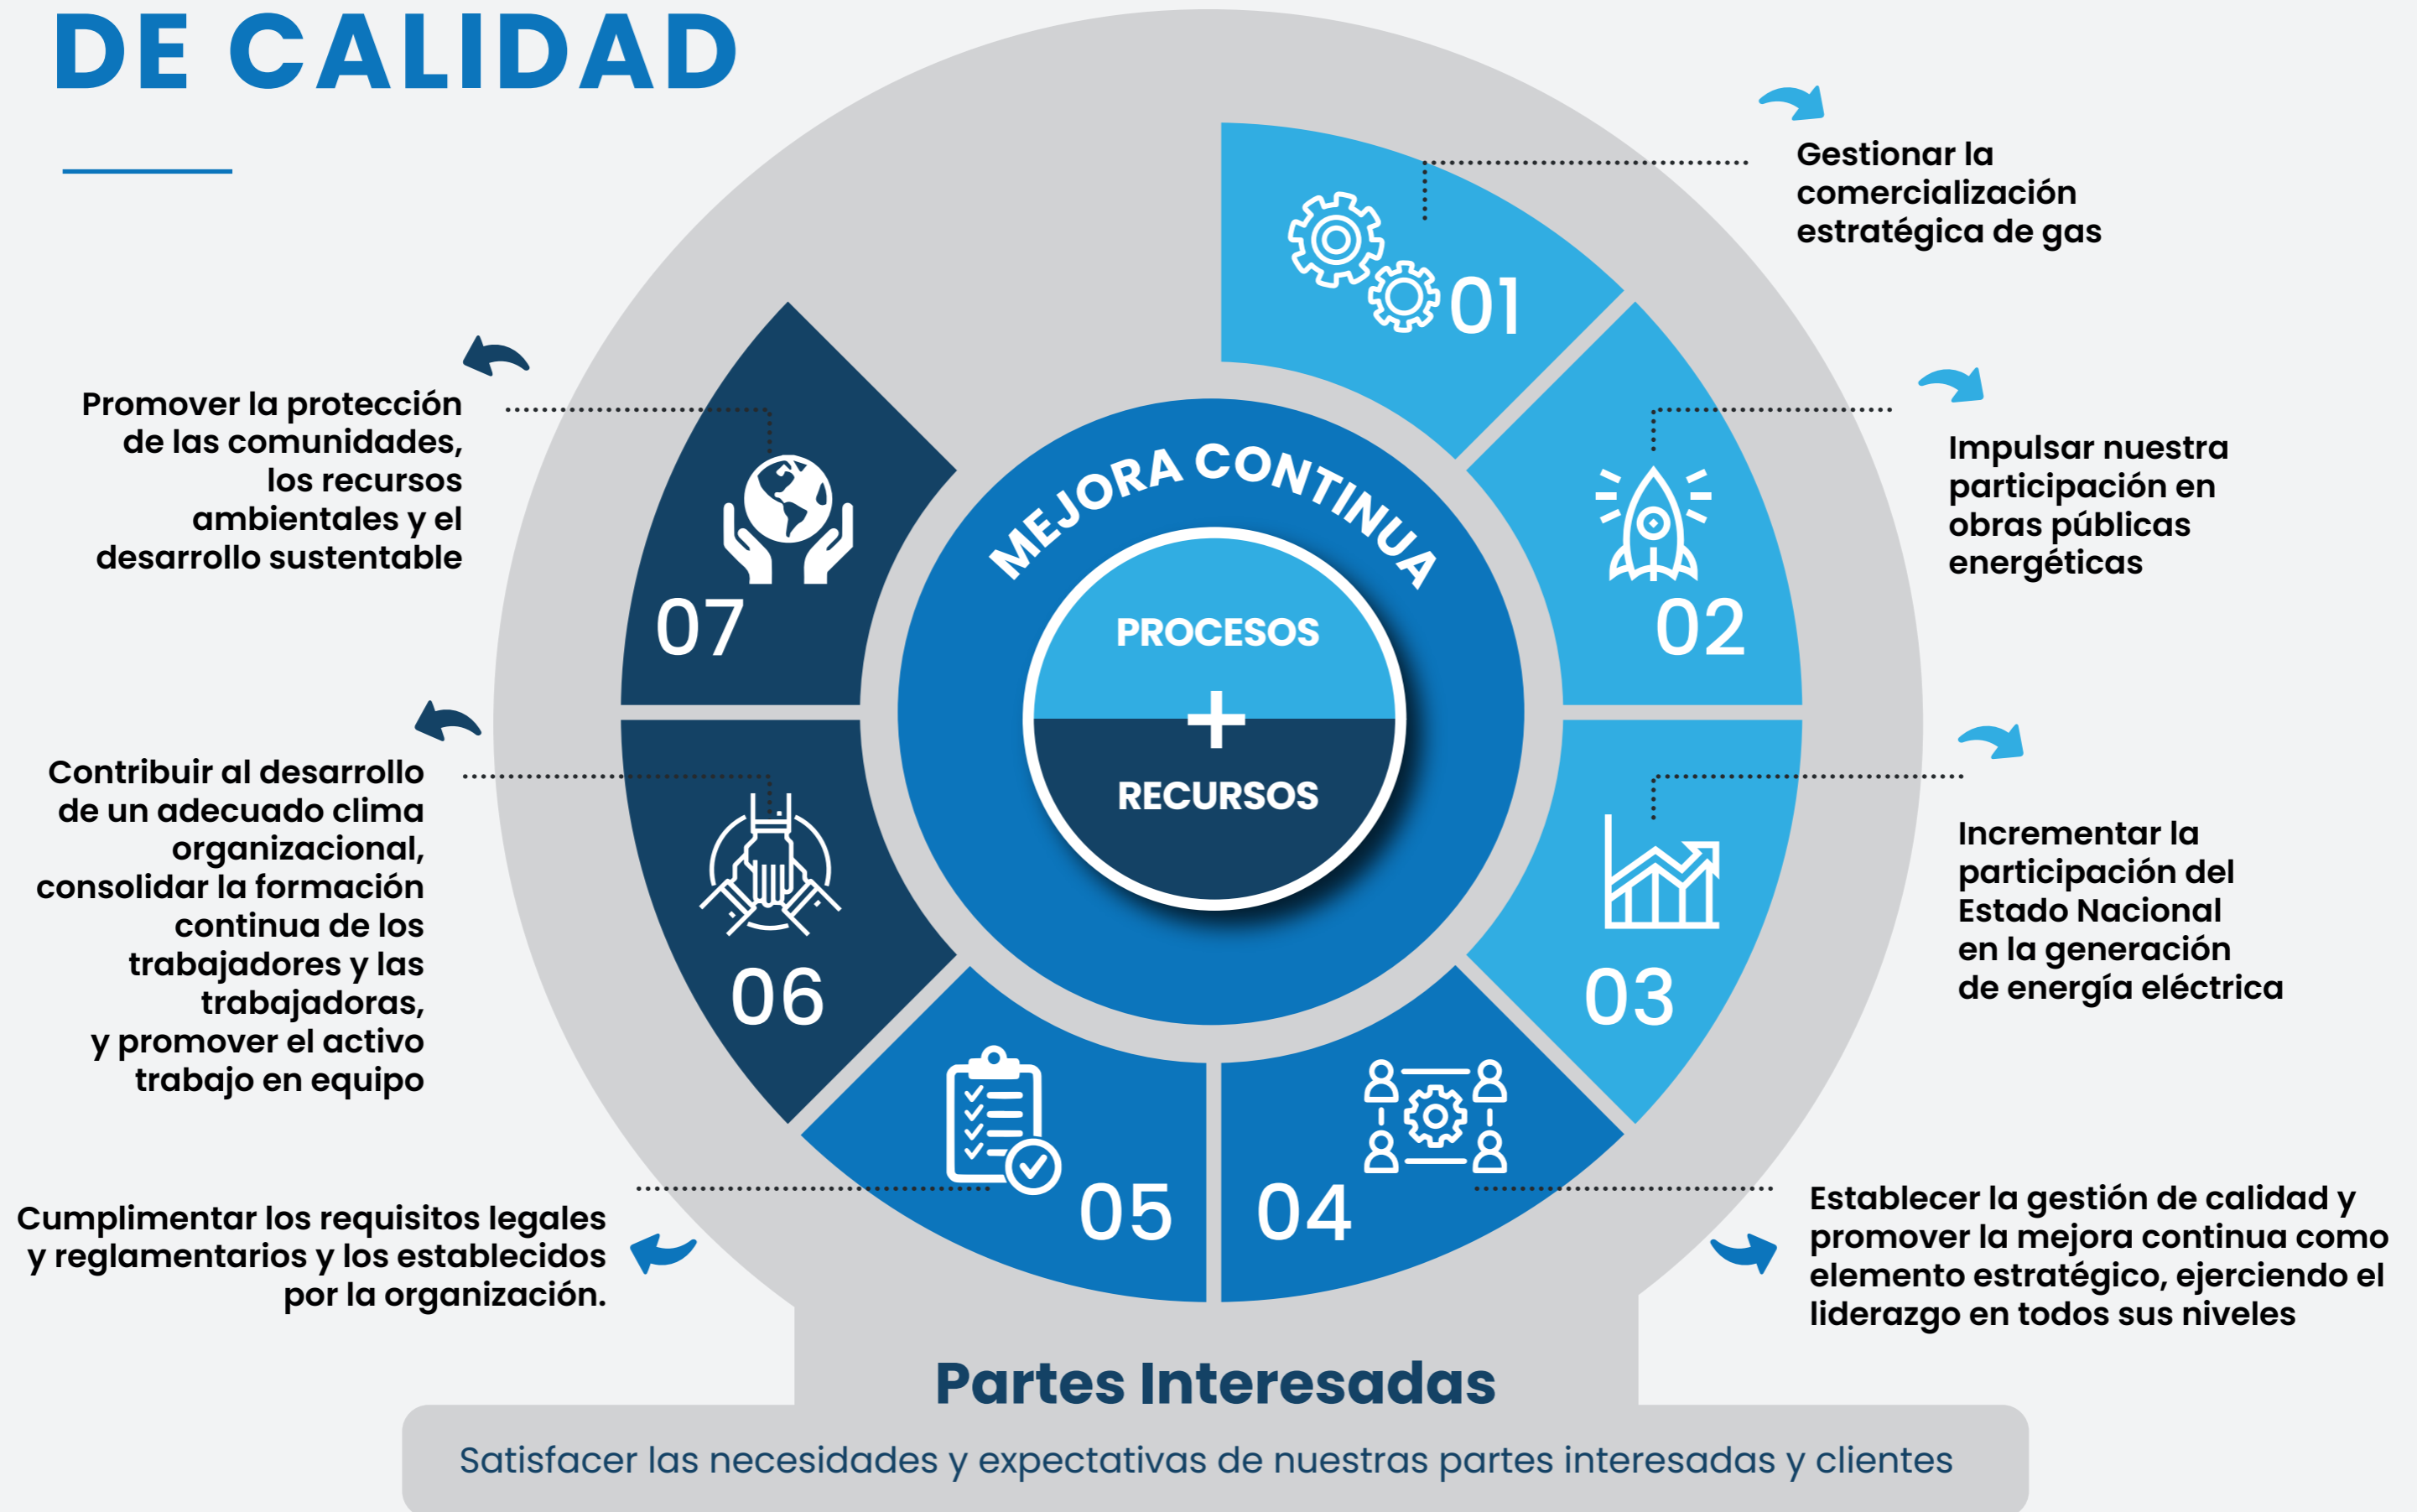 DE CALIDAD
01
Gestionar la
comercialización
estratégica de gas
02
Impulsar nuestra
participación en
obras públicas
energéticas
03
Incrementar la
participación del
Estado Nacional
en la generación
de energía eléctrica
04
Establecer la gestión de calidad y
promover la mejora continua como
elemento estratégico, ejerciendo el
liderazgo en todos sus niveles
05
Cumplimentar los requisitos legales
y reglamentarios y los establecidos
por la organización.
06
Contribuir al desarrollo
de un adecuado clima
organizacional,
consolidar la formación
continua de los
trabajadores y las
trabajadoras,
y promover el activo
trabajo en equipo
07
Promover la protección
de las comunidades,
los recursos
ambientales y el
desarrollo sustentable
MEJORA CONTINUA
PROCESOS
+
RECURSOS
Partes Interesadas
Satisfacer las necesidades y expectativas de nuestras partes interesadas y clientes